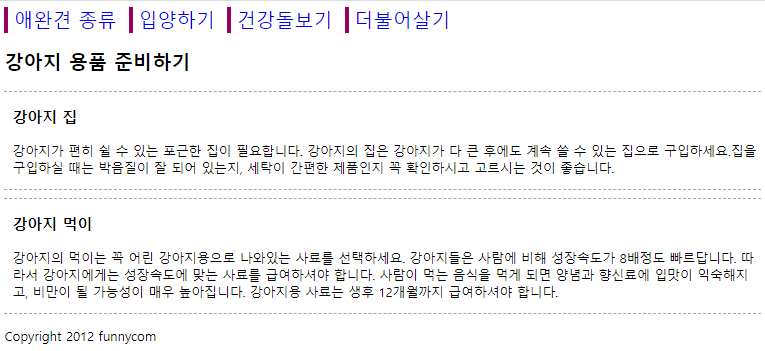 애완견 종류 입양하기 건강돌보기 더불어살기
강아지 용품 준비하기
강아지 집
강아지가 편히 쉴 수 있는 포근한 집이 필요합니다. 강아지의 집은 강아지가 다 큰 후에도 계속 쓸 수 있는 집으로 구입하세요.집을
구입하실 때는 박음질이 잘 되어 있는지, 세탁이 간편한 제품인지 꼭 확인하시고 고르시는 것이 좋습니다.
강아지 먹이
강아지의 먹이는 꼭 어린 강아지용으로 나와있는 사료를 선택하세요. 강아지들은 사람에 비해 성장속도가 8배정도 빠르답니다. 따
라서 강아지에게는 성장속도에 맞는 사료를 급여하셔야 합니다. 사람이 먹는 음식을 먹게 되면 양념과 향신료에 입맛이 익숙해지
고, 비만이 될 가능성이 매우 높아집니다. 강아지용 사료는 생후 12개월까지 급여하셔야 합니다.
Copyright 2012 funnycom